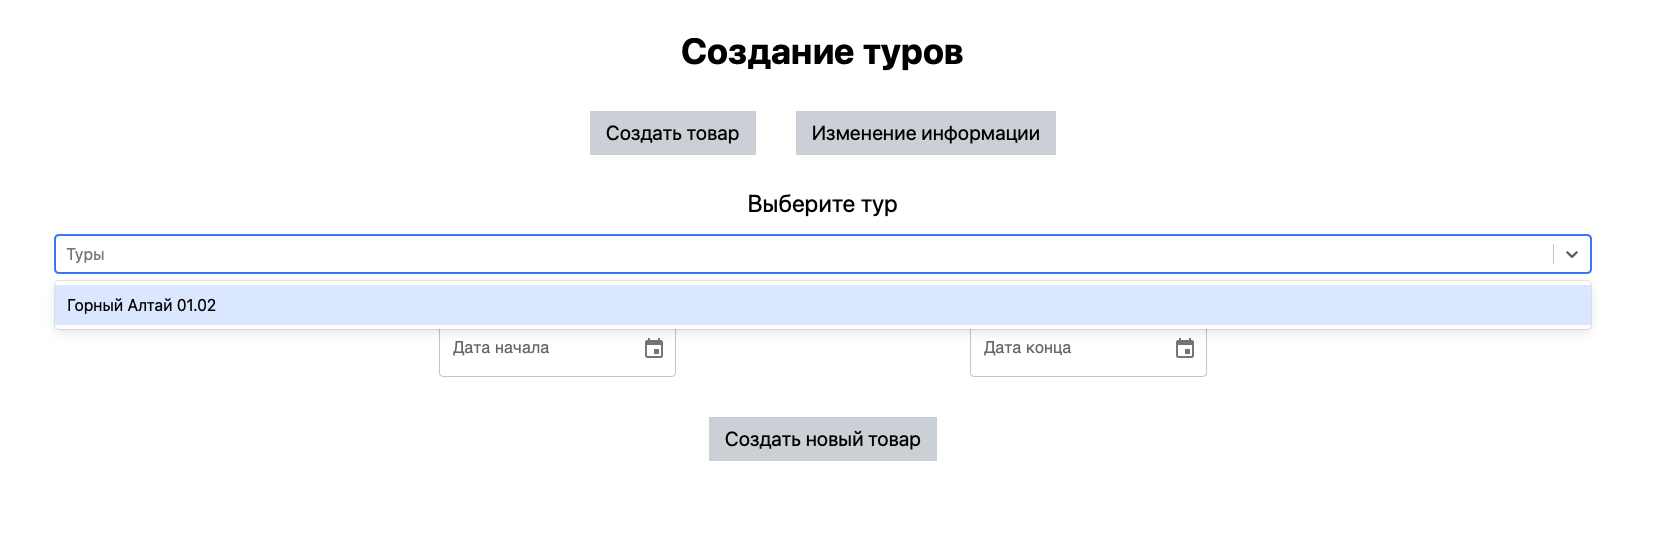 Создание туров
Создать товар
Изменение информации
Выберите тур
Туры
Горный Алтай 01.02
Дата начала
Дата конца
Создать новый товар